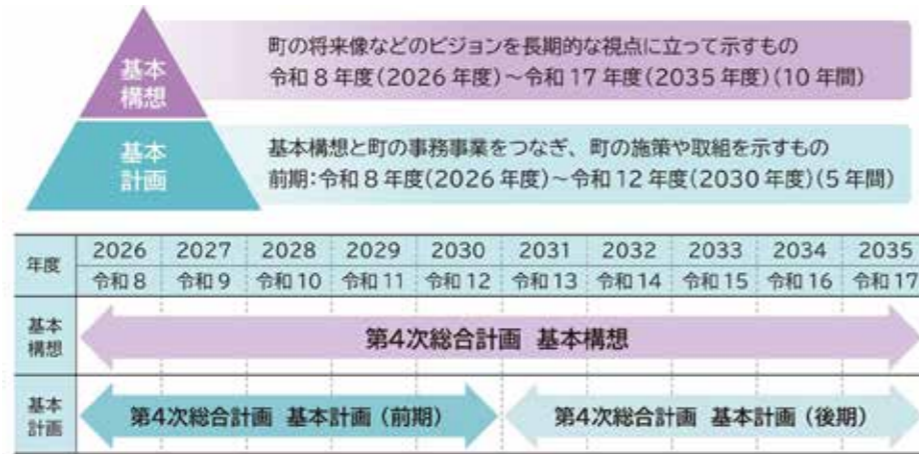 基本
構想
町の将来像などのビジョンを長期的な視点に立って示すもの
令和8年度(2026年度)～令和17年度(2035年度)(10年間)
基本
計画
基本構想と町の事務事業をつなぎ、町の施策や取組を示すもの
前期:令和8年度(2026年度)～令和12年度(2030年度)(5年間)
年度 2026 2027 2028 2029 2030 2031 2032 2033 2034 2035
令和8 令和9 令和10 令和11 令和12 令和13 令和14 令和15 令和16 令和17
基本
構想
第4次総合計画 基本構想
基本
計画
第4次総合計画 基本計画(前期) 第4次総合計画 基本計画(後期)